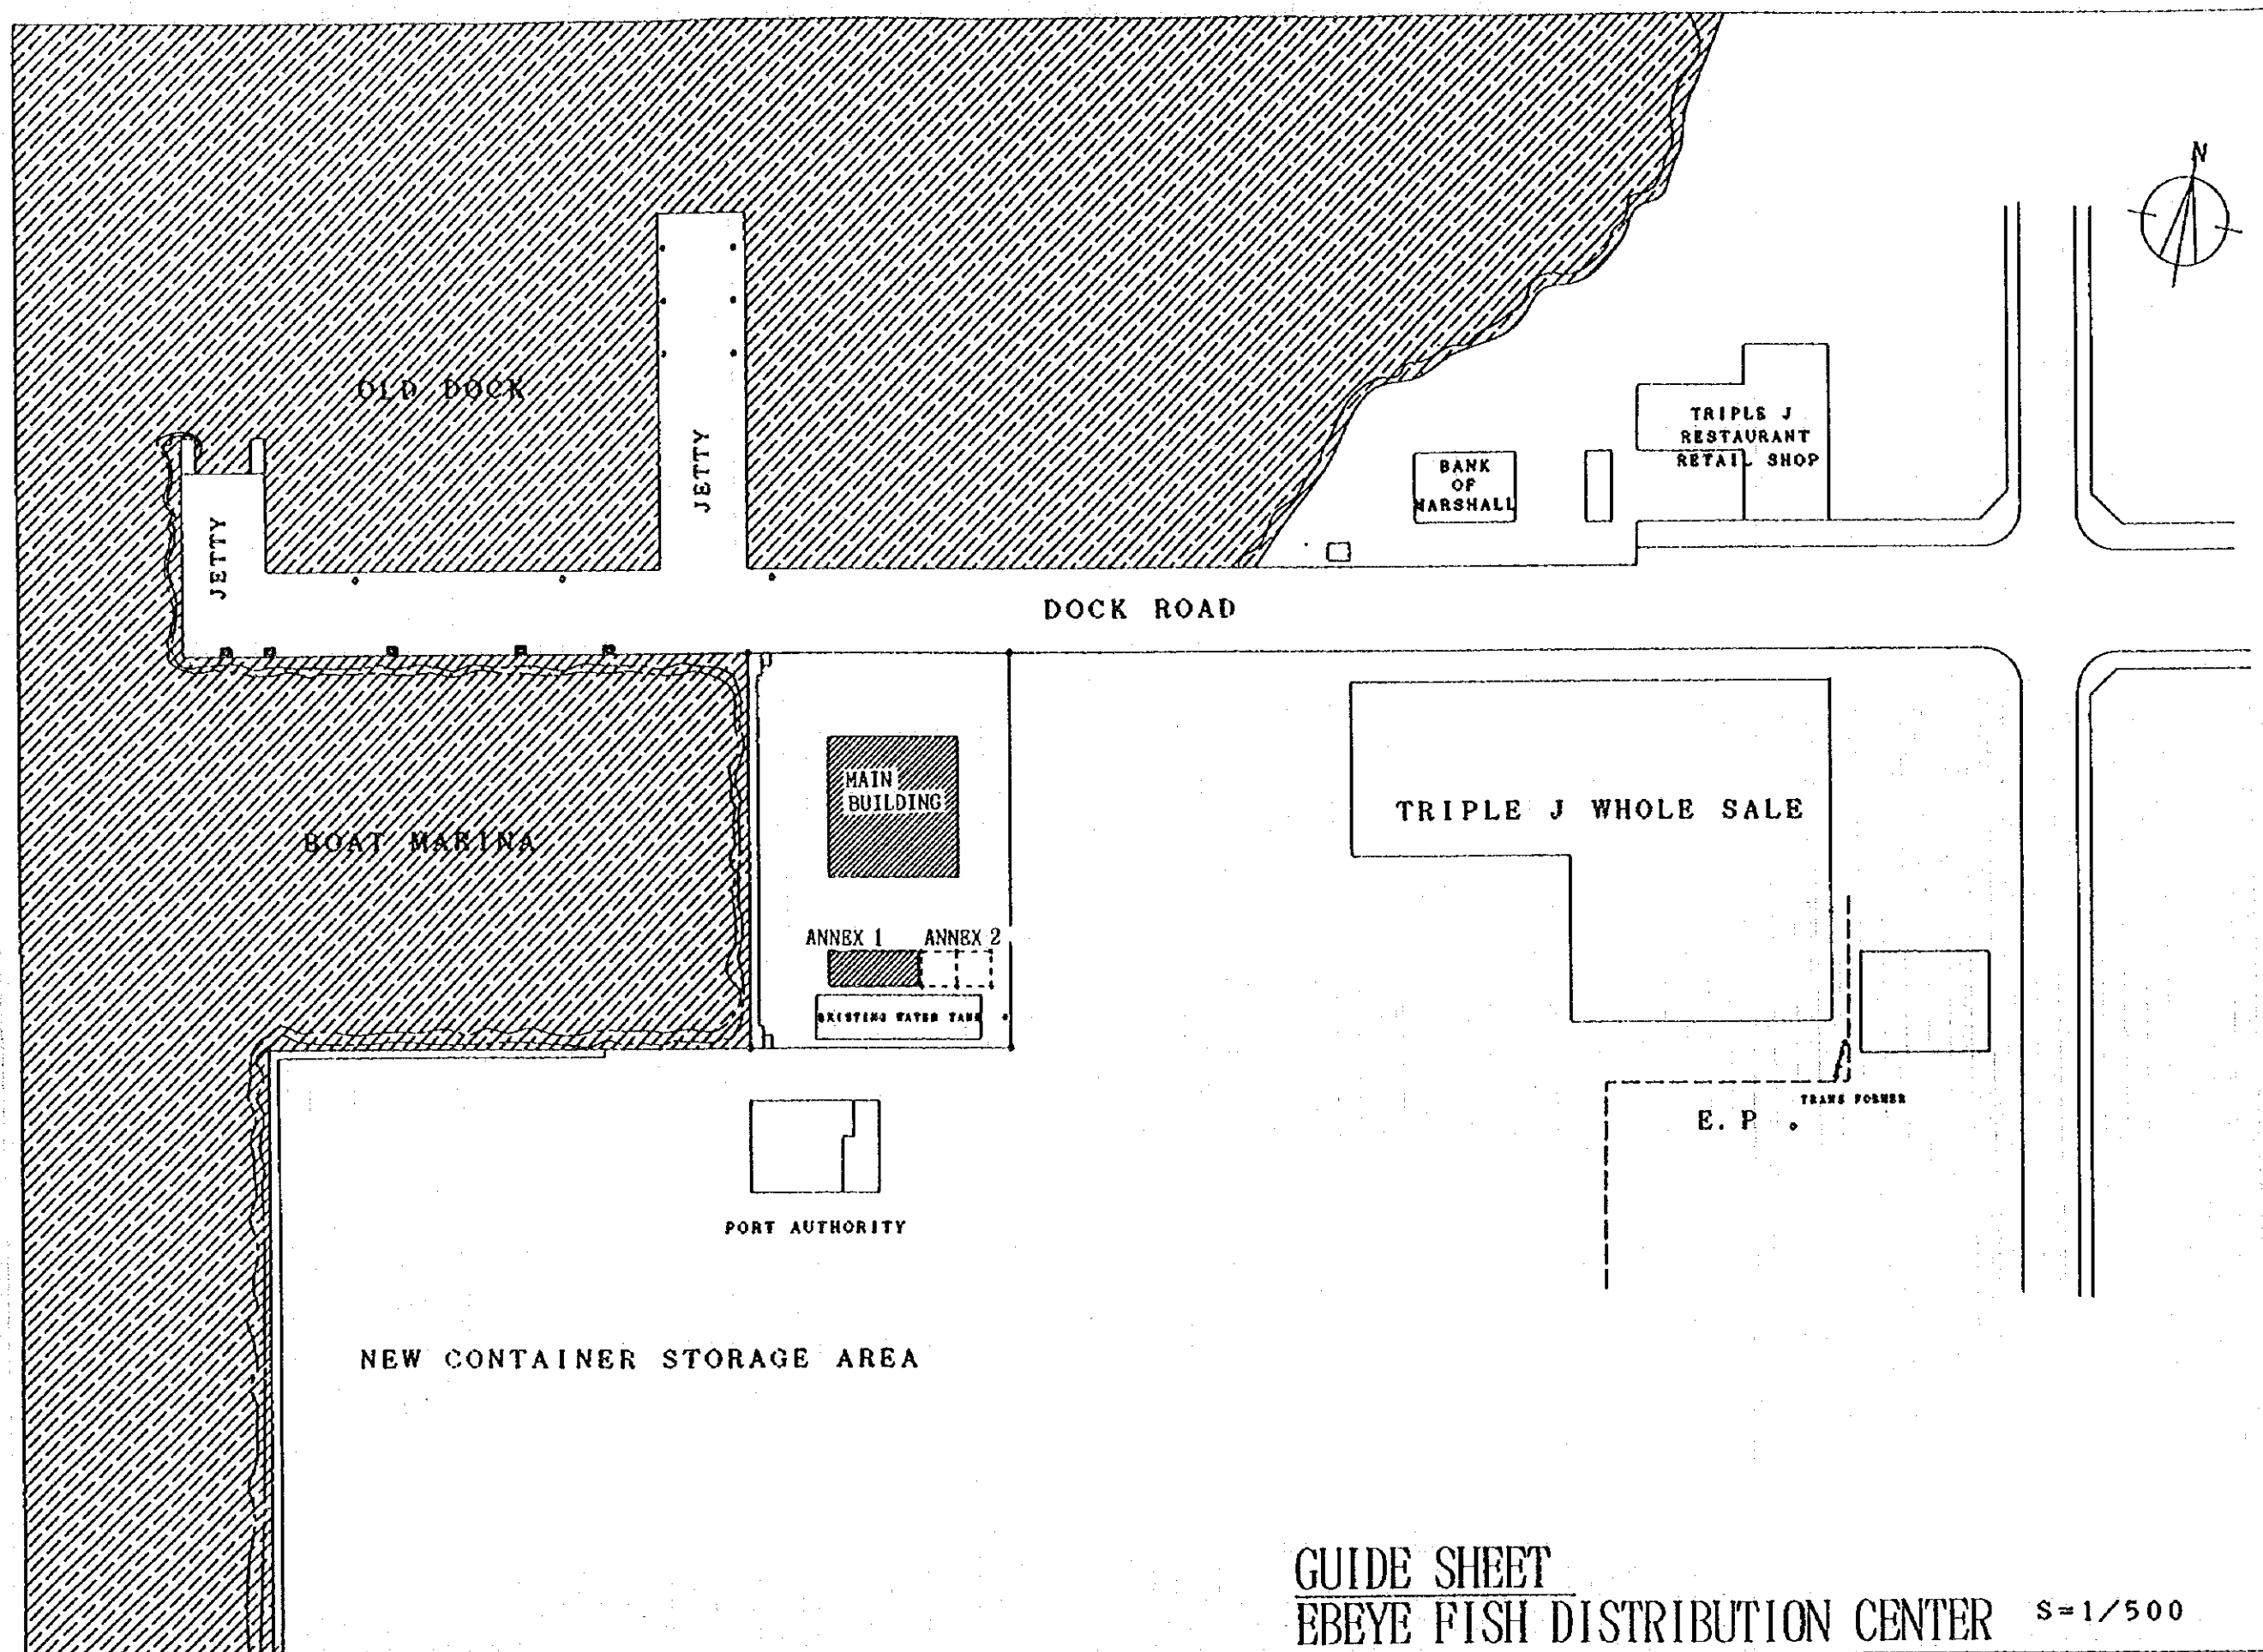 N
OLD DOCK
JETTY
JETTY
BANK
OF
MARSHALL
TRIPLE J
RESTAURANT
RETAIL SHOP
DOCK ROAD
MAIN
BUILDING
BOAT MARINA
TRIPLE J WHOLE SALE
ANNEX 1
ANNEX 2
EXISTING WATER TANK
TRANS FORMER
E. P
PORT AUTHORITY
NEW CONTAINER STORAGE AREA
GUIDE SHEET
EBEYE FISH DISTRIBUTION CENTER S=1/500